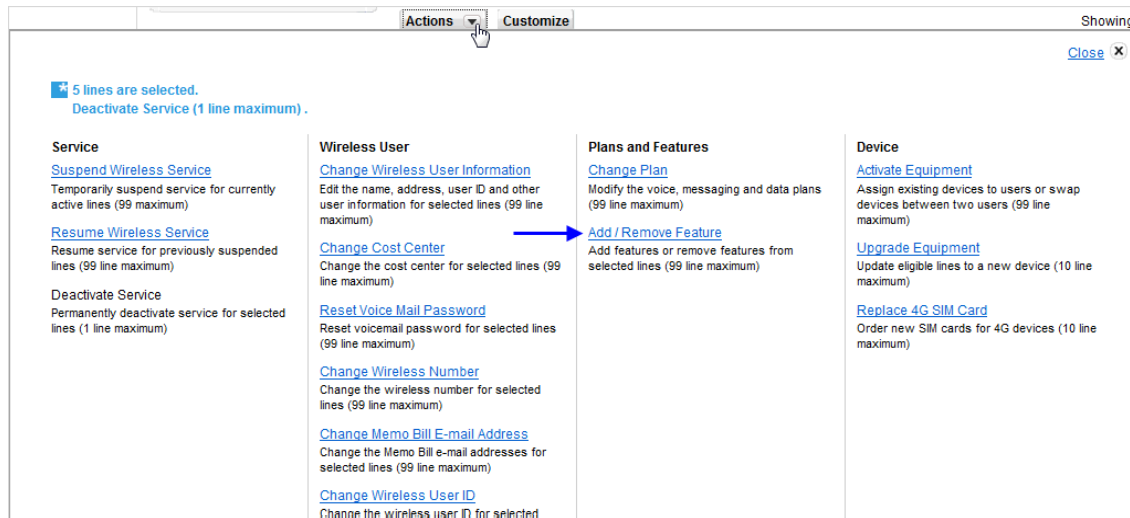 Actions
Customize
Showing
Close
5 lines are selected.
Deactivate Service (1 line maximum) .
Service
Suspend Wireless Service
Temporarily suspend service for currently
active lines (99 maximum)
Resume Wireless Service
Resume service for previously suspended
lines (99 line maximum)
Deactivate Service
Permanently deactivate service for selected
lines (1 line maximum)
Wireless User
Change Wireless User Information
Edit the name, address, user ID and other
user information for selected lines (99 line
maximum)
Change Cost Center
Change the cost center for selected lines (99
line maximum)
Reset Voice Mail Password
Reset voicemail password for selected lines
(99 line maximum)
Change Wireless Number
Change the wireless number for selected
lines (99 line maximum)
Change Memo Bill E-mail Address
Change the Memo Bill e-mail addresses for
selected lines (99 line maximum)
Change Wireless User ID
Change the wireless user ID for selected
Plans and Features
Change Plan
Modify the voice, messaging and data plans
(99 line maximum)
Add / Remove Feature
Add features or remove features from
selected lines (99 line maximum)
Device
Activate Equipment
Assign existing devices to users or swap
devices between two users (99 line
maximum)
Upgrade Equipment
Update eligible lines to a new device (10 line
maximum)
Replace 4G SIM Card
Order new SIM cards for 4G devices (10 line
maximum)